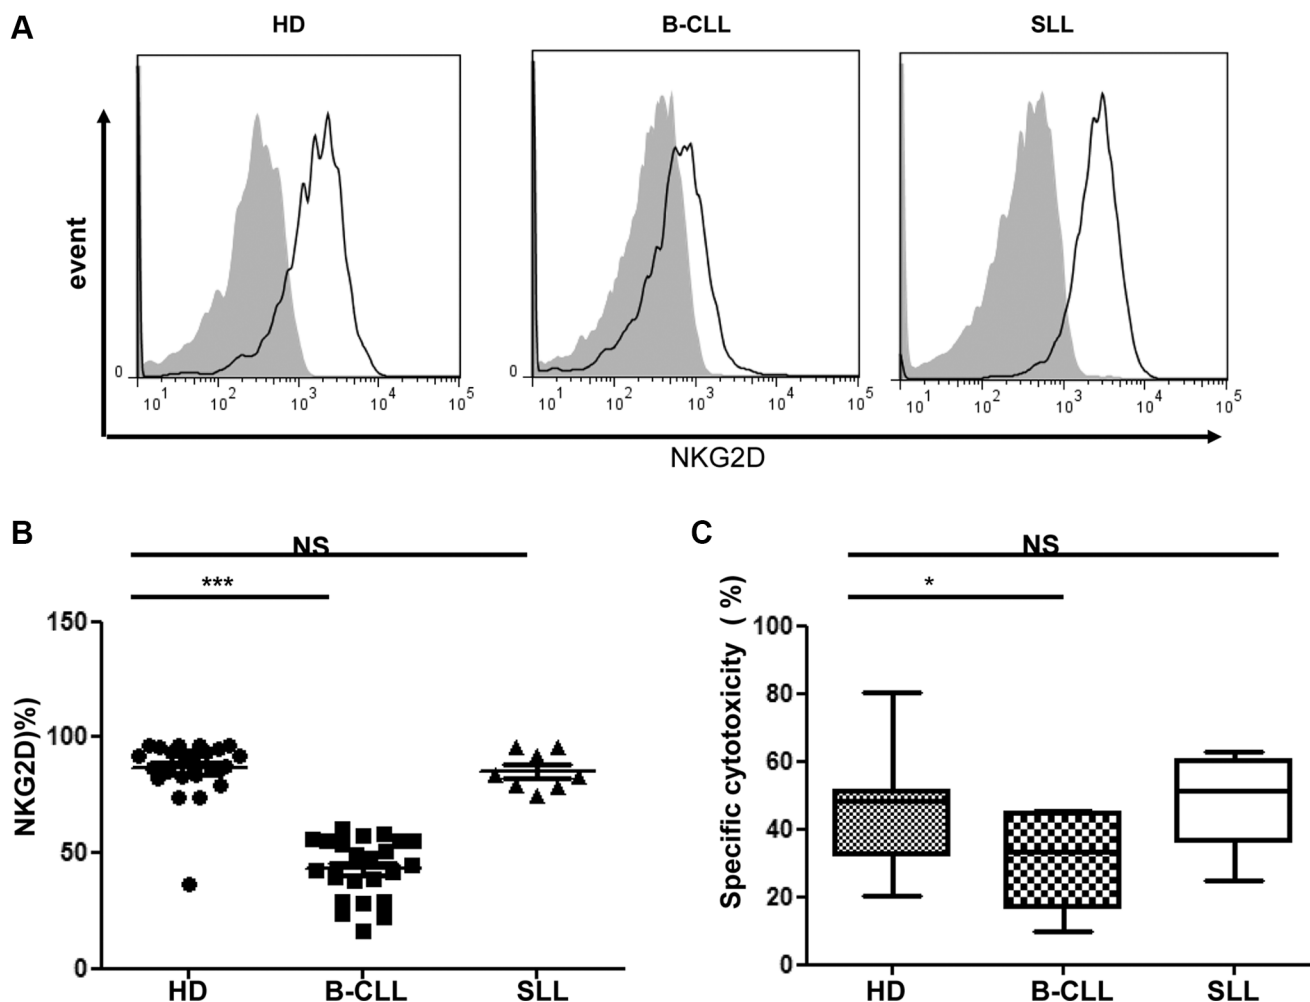 A
HD B-CLL SLL
event
0 10^1 10^2 10^3 10^4 10^5
0 10^1 10^2 10^3 10^4 10^5
10^1 10^2 10^3 10^4 10^5
NKG2D
B
NS
***
NKG2D)%)
150
100
50
0
HD B-CLL SLL
C
NS
*
Specific cytotoxicity ( %)
100
80
60
40
20
0
HD B-CLL SLL